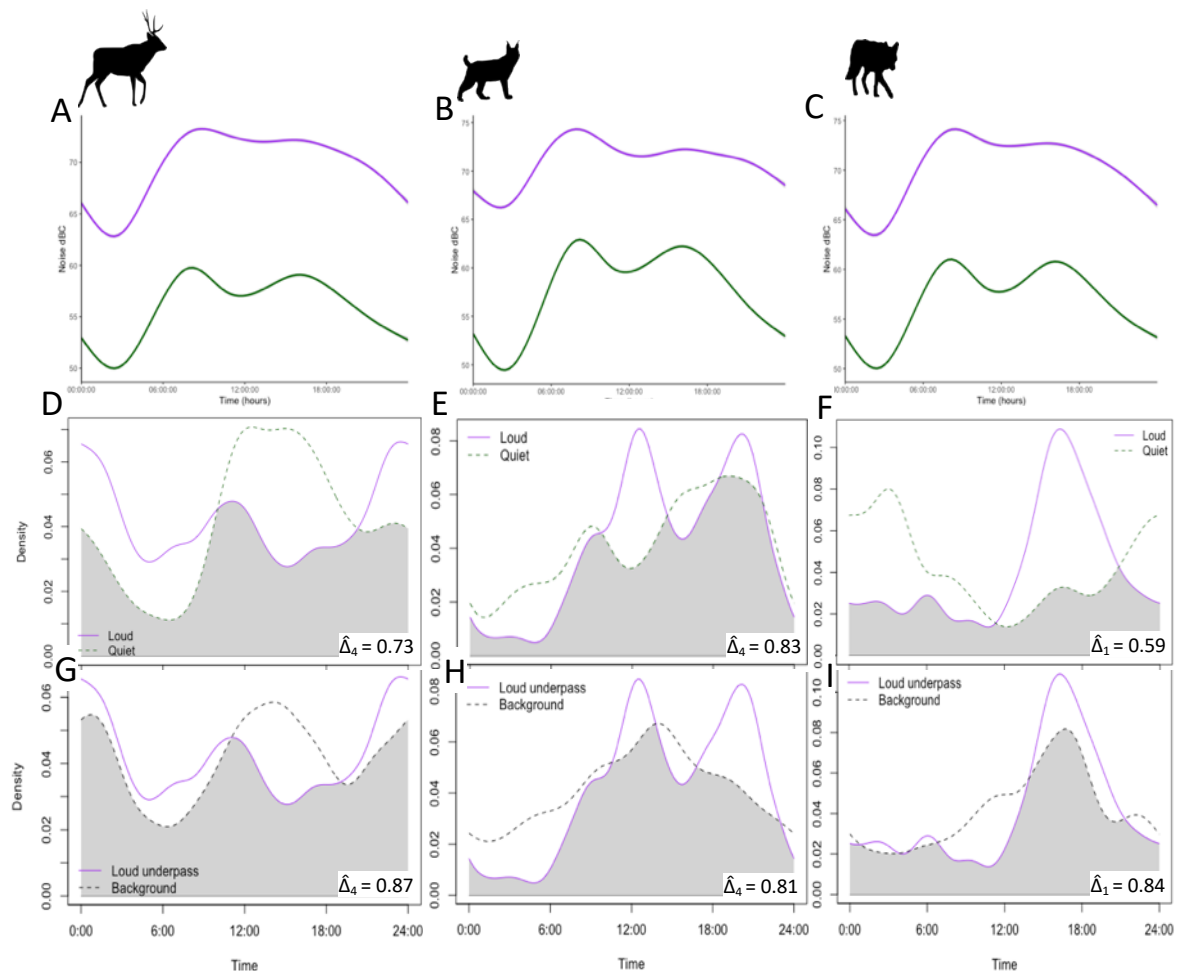 A
B
C
Noise dBC
70
65
60
55
50
00:00:00
06:00:00
12:00:00
18:00:00
Time (hours)
Noise dBC
75
70
65
60
55
50
00:00:00
06:00:00
12:00:00
18:00:00
Noise dBC
75
70
65
60
55
50
06:00:00
12:00:00
18:00:00
Time (hours)
D
Density
0.06
0.04
0.02
0.00
Loud
Quiet
Δ̂4 = 0.73
E
0.08
0.06
0.04
0.02
0.00
Loud
Quiet
Δ̂4 = 0.83
F
0.10
0.08
0.06
0.04
0.02
0.00
Loud
Quiet
Δ̂1 = 0.59
G
Density
0.06
0.04
0.02
0.00
Loud underpass
Background
Δ̂4 = 0.87
0:00
6:00
12:00
18:00
24:00
Time
H
0.08
0.06
0.04
0.02
0.00
Loud underpass
Background
Δ̂4 = 0.81
0:00
6:00
12:00
18:00
24:00
Time
I
0.10
0.08
0.06
0.04
0.02
0.00
Loud underpass
Background
Δ̂1 = 0.84
0:00
6:00
12:00
18:00
24:00
Time